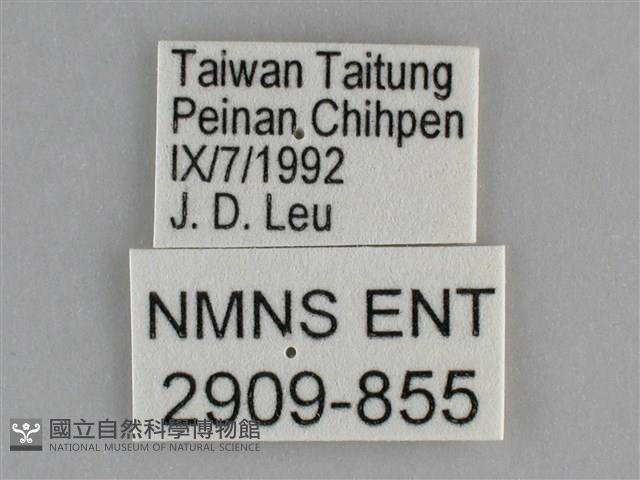 Taiwan Taitung
Peinan Chihpen
IX/7/1992
J. D. Leu
NMNS ENT
2909-855
國立自然科學博物館
NATIONAL MUSEUM OF NATURAL SCIENCE